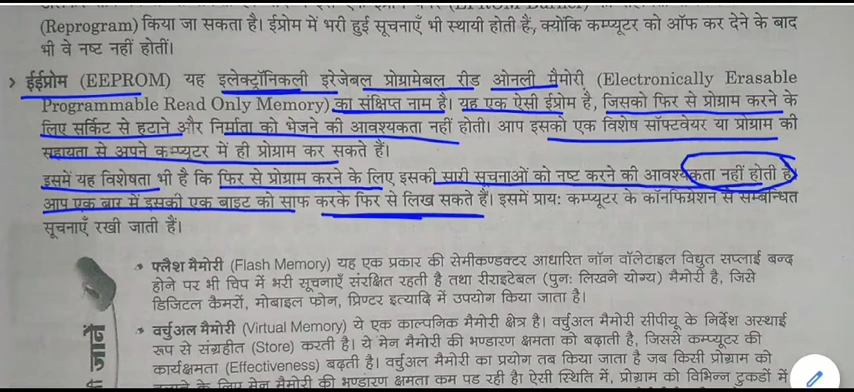 (Reprogram) किया जा सकता है। ईप्रोम में भरी हुई सूचनाएँ भी स्थायी होती हैं, क्योंकि कम्प्यूटर को ऑफ कर देने के बाद
भी वे नष्ट नहीं होतीं।
› ईईप्रोम (EEPROM) यह इलेक्ट्रॉनिकली इरेजेबल प्रोग्रामेबल रीड ओनली मैमोरी (Electronically Erasable
Programmable Read Only Memory) का संक्षिप्त नाम है। यह एक ऐसी ईप्रोम है, जिसको फिर से प्रोग्राम करने के
लिए सर्किट से हटाने और निर्माता को भेजने की आवश्यकता नहीं होती। आप इसको एक विशेष सॉफ्टवेयर या प्रोग्राम की
सहायता से अपने कम्प्यूटर में ही प्रोग्राम कर सकते हैं।
इसमें यह विशेषता भी है कि फिर से प्रोग्राम करने के लिए इसकी सारी सूचनाओं को नष्ट करने की आवश्यकता नहीं होती है
आप एक बार में इसकी एक बाइट को साफ करके फिर से लिख सकते हैं। इसमें प्राय: कम्प्यूटर के कॉनफिग्रेशन से सम्बन्धित
सूचनाएँ रखी जाती हैं।
• फ्लैश मैमोरी (Flash Memory) यह एक प्रकार की सेमीकण्डक्टर आधारित नॉन वॉलेटाइल विधुत सप्लाई बन्द
होने पर भी चिप में भरी सूचनाएँ संरक्षित रहती है तथा रीराइटेबल (पुन: लिखने योग्य) मैमोरी है, जिसे
डिजिटल कैमरों, मोबाइल फोन, प्रिण्टर इत्यादि में उपयोग किया जाता है।
• वर्चुअल मैमोरी (Virtual Memory) ये एक काल्पनिक मैमोरी क्षेत्र है। वर्चुअल मैमोरी सीपीयू के निर्देश अस्थाई
रूप से संग्रहीत (Store) करती है। ये मेन मैमोरी की भण्डारण क्षमता को बढ़ाती है, जिससे कम्प्यूटर की
कार्यक्षमता (Effectiveness) बढ़ती है। वर्चुअल मैमोरी का प्रयोग तब किया जाता है जब किसी प्रोग्राम को
के लिए मेन मैमोरी की भण्डारण क्षमता कम पड़ रही है। ऐसी स्थिति में, प्रोग्राम को विभिन्न टुकड़ों में
जानें